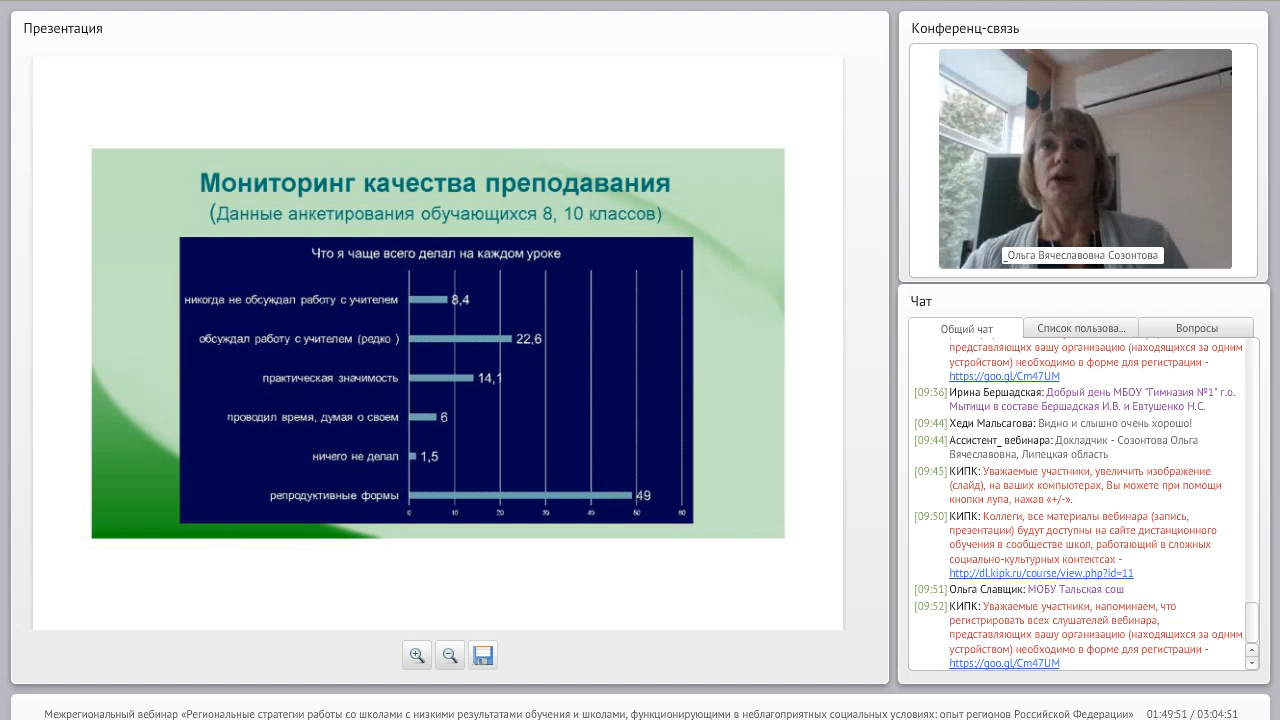 Презентация
Мониторинг качества преподавания
(Данные анкетирования обучающихся 8, 10 классов)
Что я чаще всего делал на каждом уроке
никогда не обсуждал работу с учителем 8,4
обсуждал работу с учителем (редко ) 22,6
практическая значимость 14,1
проводил время, думая о своем 6
ничего не делал 1,5
репродуктивные формы 49
0 10 20 30 40 50 60
Конференц-связь
_Ольга Вячеславовна Созонтова
Чат
Общий чат Список пользова... Вопросы
представляющих вашу организацию (находящихся за одним
устройством) необходимо в форме для регистрации -
https://goo.gl/Cm47UM
[09:36] Ирина Бершадская: Добрый день МБОУ "Гимназия №1" г.о.
Мытищи в составе Бершадская И.В. и Евтушенко Н.С.
[09:44] Хеди Мальсагова: Видно и слышно очень хорошо!
[09:44] Ассистент_ вебинара: Докладчик - Созонтова Ольга
Вячеславовна, Липецкая область
[09:45] КИПК: Уважаемые участники, увеличить изображение
(слайд), на ваших компьютерах, Вы можете при помощи
кнопки лупа, нажав «+/-».
[09:50] КИПК: Коллеги, все материалы вебинара (запись,
презентации) будут доступны на сайте дистанционного
обучения в сообществе школ, работающий в сложных
социально-культурных контекстах -
http://dl.kipk.ru/course/view.php?id=11
[09:51] Ольга Славщик: МОБУ Тальская сош
[09:52] КИПК: Уважаемые участники, напоминаем, что
регистрировать всех слушателей вебинара,
представляющих вашу организацию (находящихся за одним
устройством) необходимо в форме для регистрации -
https://goo.gl/Cm47UM
Межрегиональный вебинар «Региональные стратегии работы со школами с низкими результатами обучения и школами, функционирующими в неблагоприятных социальных условиях: опыт регионов Российской Федерации» 01:49:51 / 03:04:51